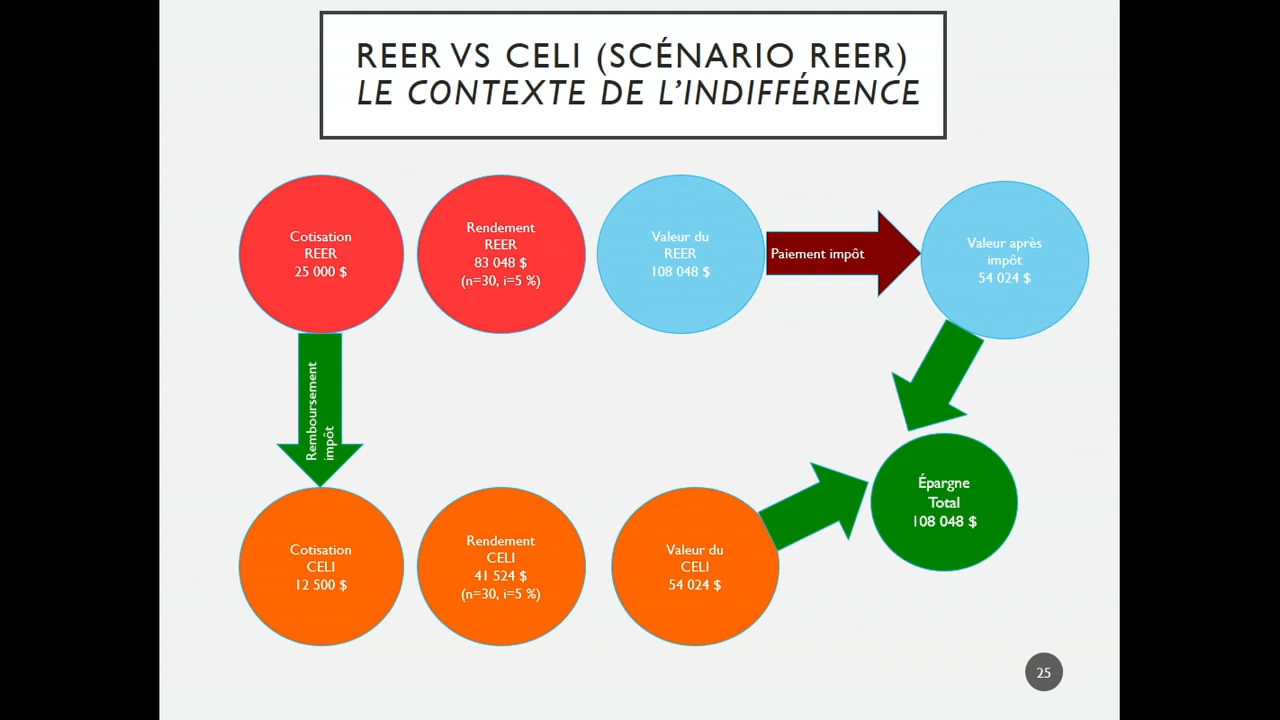 REER VS CELI (SCÉNARIO REER)
LE CONTEXTE DE L'INDIFFÉRENCE
Cotisation
REER
25 000 $
Rendement
REER
83 048 $
(n=30, i=5 %)
Valeur du
REER
108 048 $
Paiement impôt
Valeur après
impôt
54 024 $
Remboursement
impôt
Épargne
Total
108 048 $
Cotisation
CELI
12 500 $
Rendement
CELI
41 524 $
(n=30, i=5 %)
Valeur du
CELI
54 024 $
25